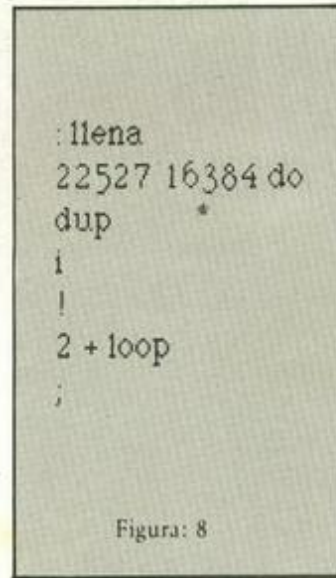 : llena
22527 16384 do
dup *
i
!
2 + loop
;
Figura: 8